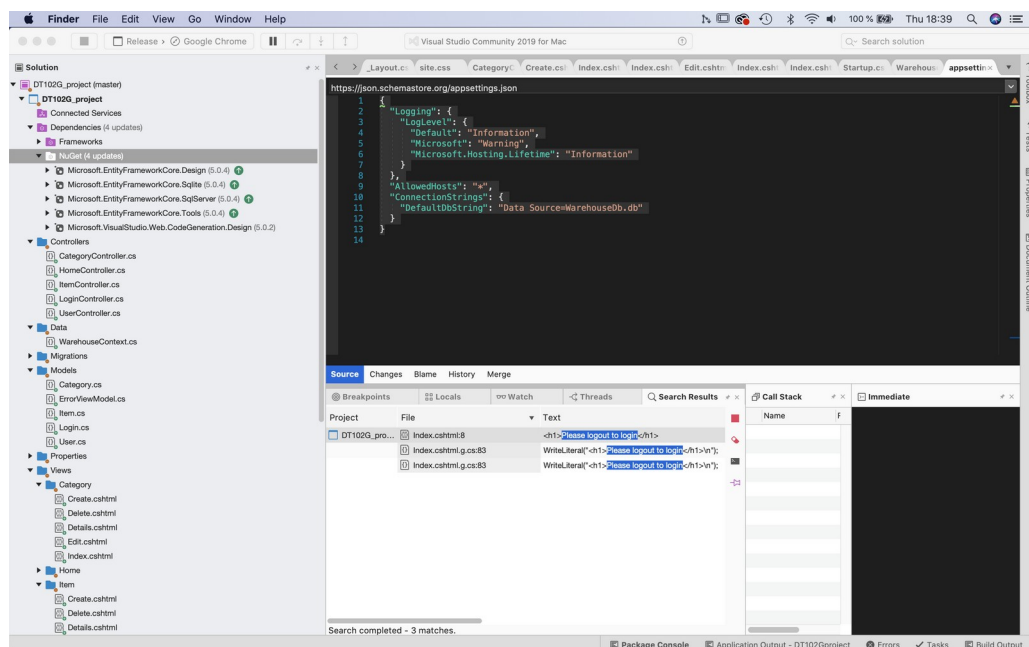 Finder File Edit View Go Window Help 100 % Thu 18:39
Release › Google Chrome Visual Studio Community 2019 for Mac Search solution
Solution
DT102G_project (master)
DT102G_project
Connected Services
Dependencies (4 updates)
Frameworks
NuGet (4 updates)
Microsoft.EntityFrameworkCore.Design (5.0.4)
Microsoft.EntityFrameworkCore.Sqlite (5.0.4)
Microsoft.EntityFrameworkCore.SqlServer (5.0.4)
Microsoft.EntityFrameworkCore.Tools (5.0.4)
Microsoft.VisualStudio.Web.CodeGeneration.Design (5.0.2)
Controllers
CategoryController.cs
HomeController.cs
ItemController.cs
LoginController.cs
UserController.cs
Data
WarehouseContext.cs
Migrations
Models
Category.cs
ErrorViewModel.cs
Item.cs
Login.cs
User.cs
Properties
Views
Category
Create.cshtml
Delete.cshtml
Details.cshtml
Edit.cshtml
Index.cshtml
Home
Item
Create.cshtml
Delete.cshtml
Details.cshtml
_Layout.cs site.css CategoryC Create.csh Index.csht Index.csht Edit.cshtm Index.csht Index.csht Startup.cs Warehous appsettin
https://json.schemastore.org/appsettings.json
1 {
2 "Logging": {
3 "LogLevel": {
4 "Default": "Information",
5 "Microsoft": "Warning",
6 "Microsoft.Hosting.Lifetime": "Information"
7 }
8 },
9 "AllowedHosts": "*",
10 "ConnectionStrings": {
11 "DefaultDbString": "Data Source=WarehouseDb.db"
12 }
13 }
14
Source Changes Blame History Merge
Breakpoints Locals Watch Threads Search Results
Project File Text
DT102G_pro... Index.cshtml:8 <h1>Please logout to login</h1>
Index.cshtml.g.cs:83 WriteLiteral("<h1>Please logout to login</h1>\n");
Index.cshtml.g.cs:83 WriteLiteral("<h1>Please logout to login</h1>\n");
Search completed - 3 matches.
Call Stack
Name F
Immediate
Toolbox
Tests
Properties
Document Outline
Package Console Application Output - DT102Gproject Errors Tasks Build Output